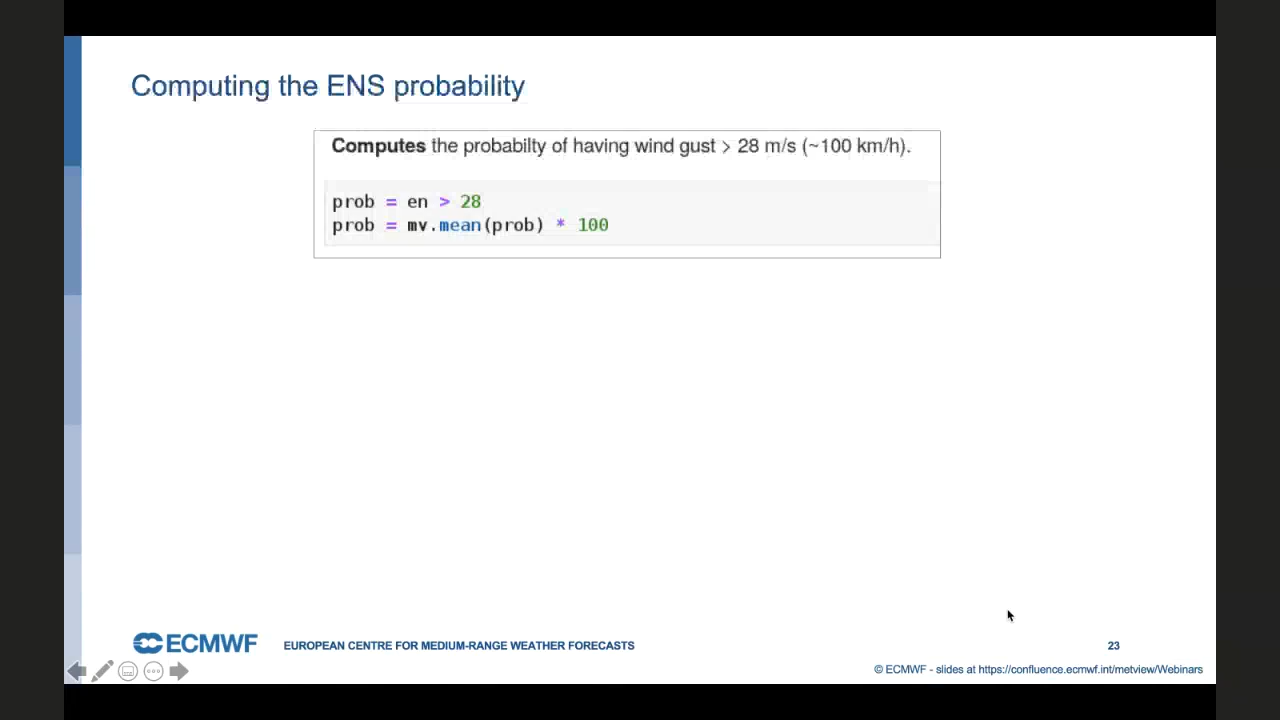 Computing the ENS probability
Computes the probabilty of having wind gust > 28 m/s (~100 km/h).
prob = en > 28
prob = mv.mean(prob) * 100
ECMWF
EUROPEAN CENTRE FOR MEDIUM-RANGE WEATHER FORECASTS
23
© ECMWF - slides at https://confluence.ecmwf.int/metview/Webinars